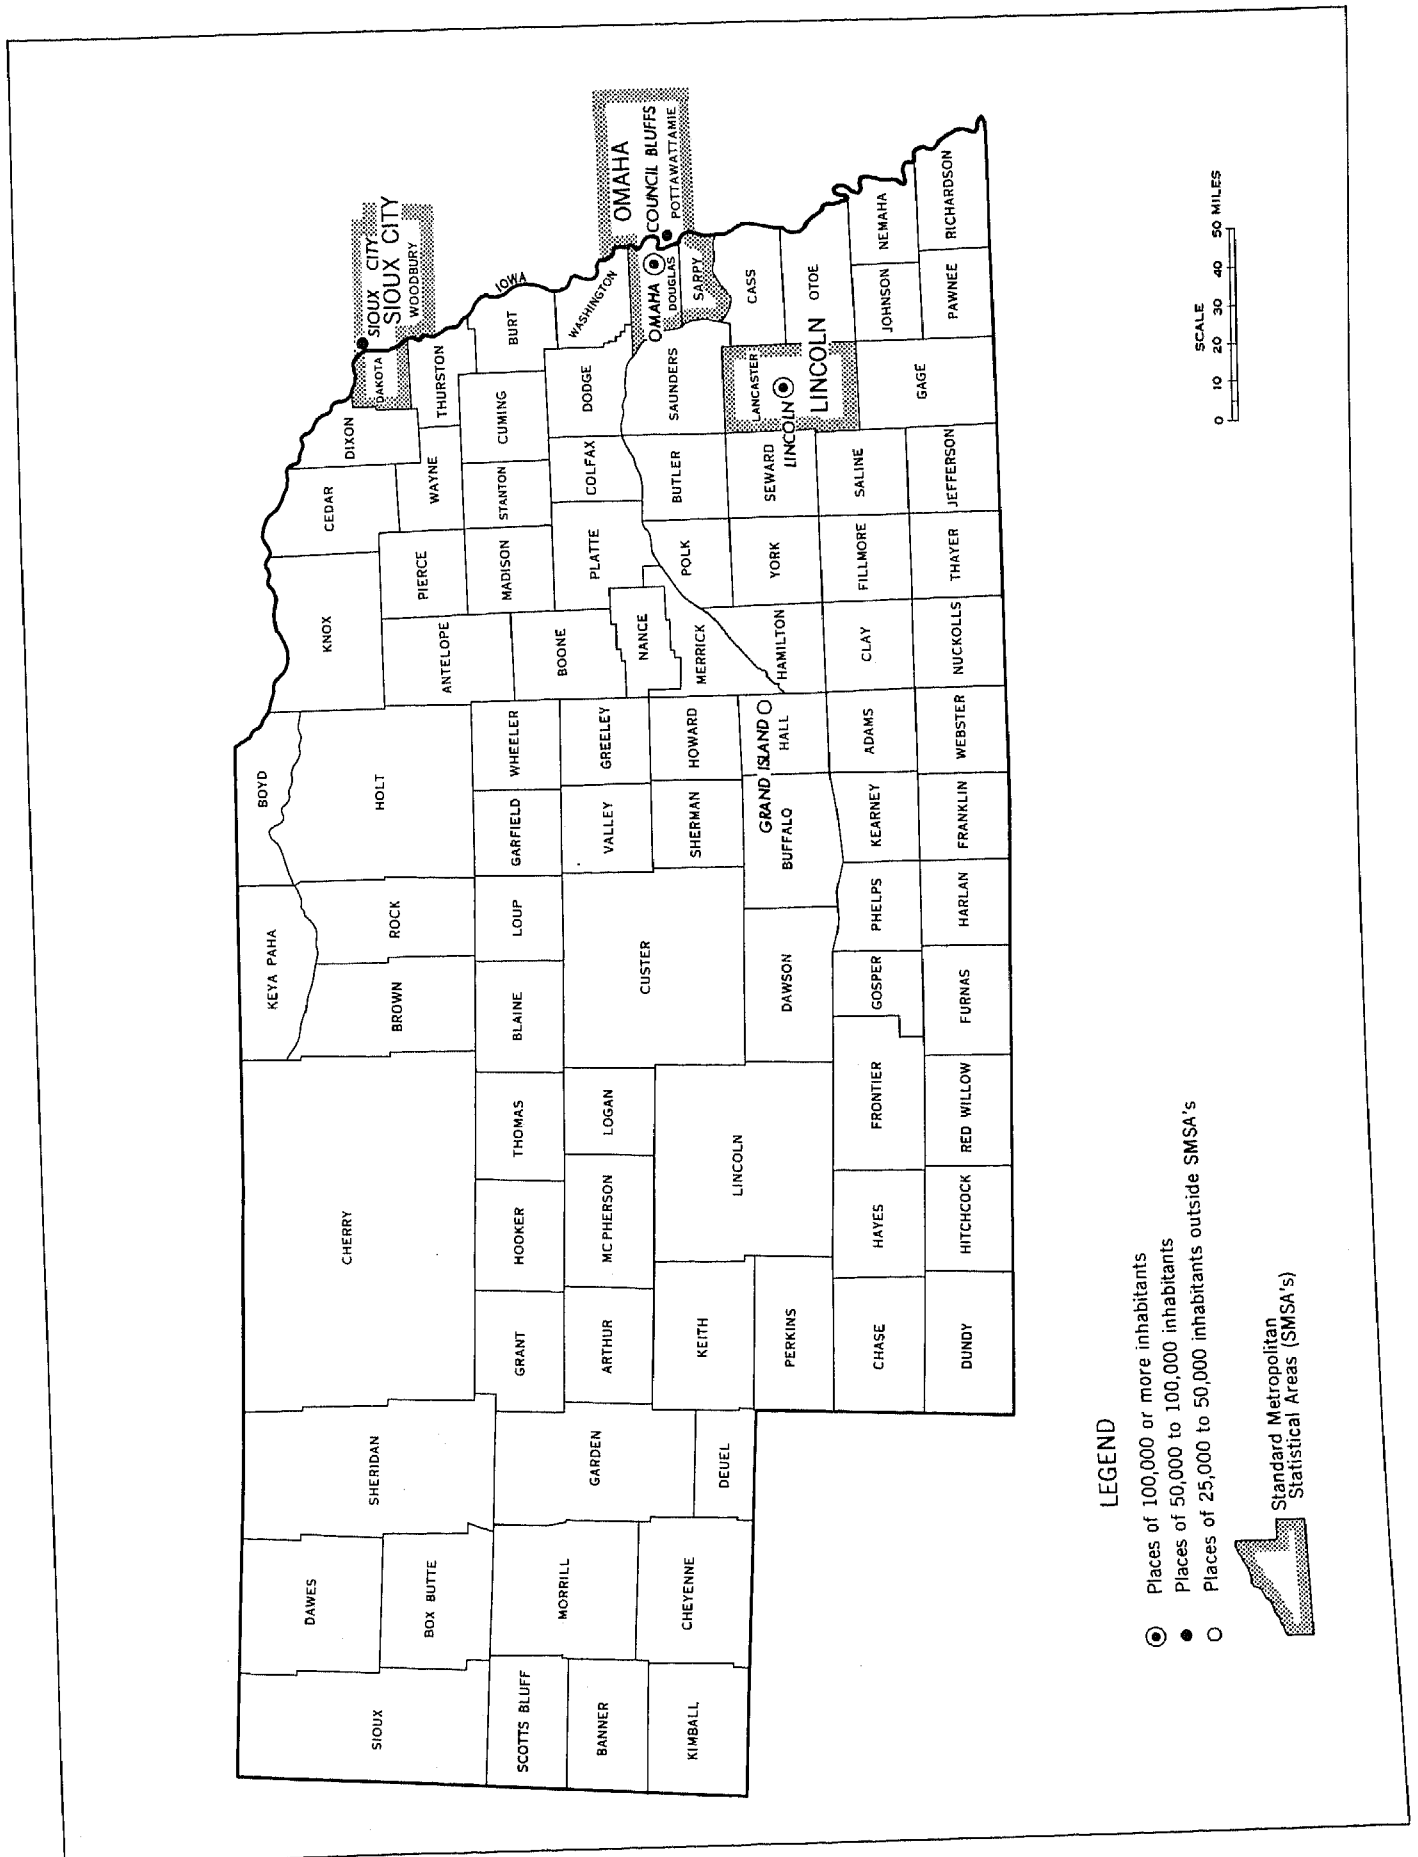 SIOUX
DAWES
BOX BUTTE
SCOTTS BLUFF
BANNER
KIMBALL
MORRILL
CHEYENNE
SHERIDAN
GARDEN
DEUEL
CHERRY
GRANT
HOOKER
THOMAS
ARTHUR
MC PHERSON
LOGAN
KEITH
PERKINS
LINCOLN
CHASE
HAYES
FRONTIER
DUNDY
HITCHCOCK
RED WILLOW
KEYA PAHA
BROWN
ROCK
BLAINE
LOUP
CUSTER
DAWSON
GOSPER
PHELPS
FURNAS
HARLAN
BOYD
HOLT
GARFIELD
WHEELER
VALLEY
GREELEY
SHERMAN
HOWARD
BUFFALO
HALL
GRAND ISLAND
KEARNEY
ADAMS
FRANKLIN
WEBSTER
KNOX
ANTELOPE
BOONE
NANCE
MERRICK
HAMILTON
CLAY
NUCKOLLS
CEDAR
PIERCE
MADISON
PLATTE
POLK
YORK
FILLMORE
THAYER
DIXON
WAYNE
STANTON
COLFAX
BUTLER
SEWARD
SALINE
JEFFERSON
DAKOTA
THURSTON
CUMING
DODGE
SAUNDERS
LANCASTER
LINCOLN
LINCOLN
GAGE
BURT
WASHINGTON
OMAHA
DOUGLAS
SARPY
CASS
OTOE
JOHNSON
NEMAHA
PAWNEE
RICHARDSON
IOWA
SIOUX CITY
SIOUX CITY
WOODBURY
OMAHA
COUNCIL BLUFFS
POTTAWATTAMIE
LEGEND
Places of 100,000 or more inhabitants
Places of 50,000 to 100,000 inhabitants
Places of 25,000 to 50,000 inhabitants outside SMSA's
Standard Metropolitan
Statistical Areas (SMSA's)
SCALE
0 10 20 30 40 50 MILES